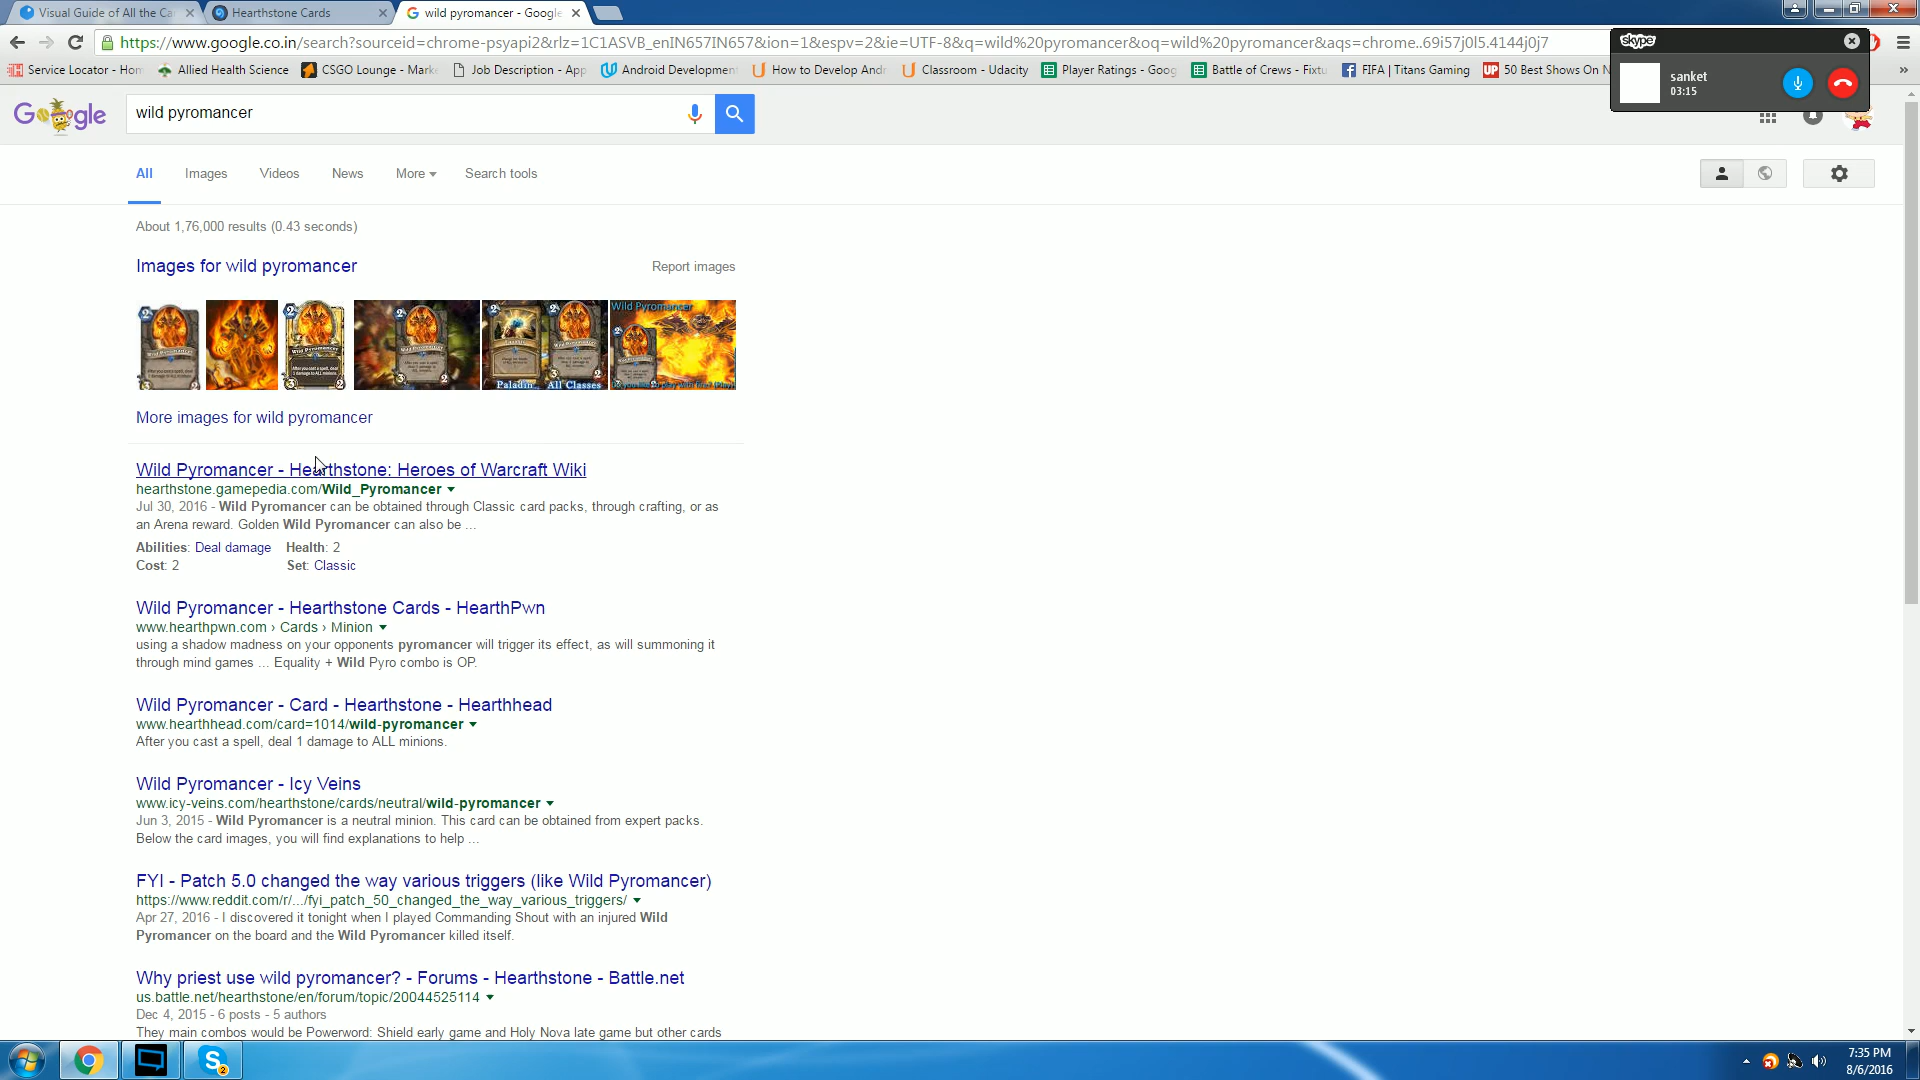 Visual Guide of All the Ca
Hearthstone Cards
wild pyromancer - Google
https://www.google.co.in/search?sourceid=chrome-psyapi2&rlz=1C1ASVB_enIN657IN657&ion=1&espv=2&ie=UTF-8&q=wild%20pyromancer&oq=wild%20pyromancer&aqs=chrome..69i57j0l5.4144j0j7
Service Locator - Hom
Allied Health Science
CSGO Lounge - Mark
Job Description - App
Android Development
How to Develop Andr
Classroom - Udacity
Player Ratings - Goog
Battle of Crews - Fixtu
FIFA | Titans Gaming
UP 50 Best Shows On N
»
skype
sanket
03:15
Google
wild pyromancer
All
Images
Videos
News
More
Search tools
About 1,76,000 results (0.43 seconds)
Images for wild pyromancer
Report images
Wild Pyromancer
Paladin
All Classes
More images for wild pyromancer
Wild Pyromancer - Hearthstone: Heroes of Warcraft Wiki
hearthstone.gamepedia.com/Wild_Pyromancer
Jul 30, 2016 - Wild Pyromancer can be obtained through Classic card packs, through crafting, or as
an Arena reward. Golden Wild Pyromancer can also be ...
Abilities: Deal damage Health: 2
Cost: 2 Set: Classic
Wild Pyromancer - Hearthstone Cards - HearthPwn
www.hearthpwn.com › Cards › Minion
using a shadow madness on your opponents pyromancer will trigger its effect, as will summoning it
through mind games ... Equality + Wild Pyro combo is OP.
Wild Pyromancer - Card - Hearthstone - Hearthhead
www.hearthhead.com/card=1014/wild-pyromancer
After you cast a spell, deal 1 damage to ALL minions.
Wild Pyromancer - Icy Veins
www.icy-veins.com/hearthstone/cards/neutral/wild-pyromancer
Jun 3, 2015 - Wild Pyromancer is a neutral minion. This card can be obtained from expert packs.
Below the card images, you will find explanations to help ...
FYI - Patch 5.0 changed the way various triggers (like Wild Pyromancer)
https://www.reddit.com/r/.../fyi_patch_50_changed_the_way_various_triggers/
Apr 27, 2016 - I discovered it tonight when I played Commanding Shout with an injured Wild
Pyromancer on the board and the Wild Pyromancer killed itself.
Why priest use wild pyromancer? - Forums - Hearthstone - Battle.net
us.battle.net/hearthstone/en/forum/topic/20044525114
Dec 4, 2015 - 6 posts - 5 authors
They main combos would be Powerword: Shield early game and Holy Nova late game but other cards
2
7:35 PM
8/6/2016